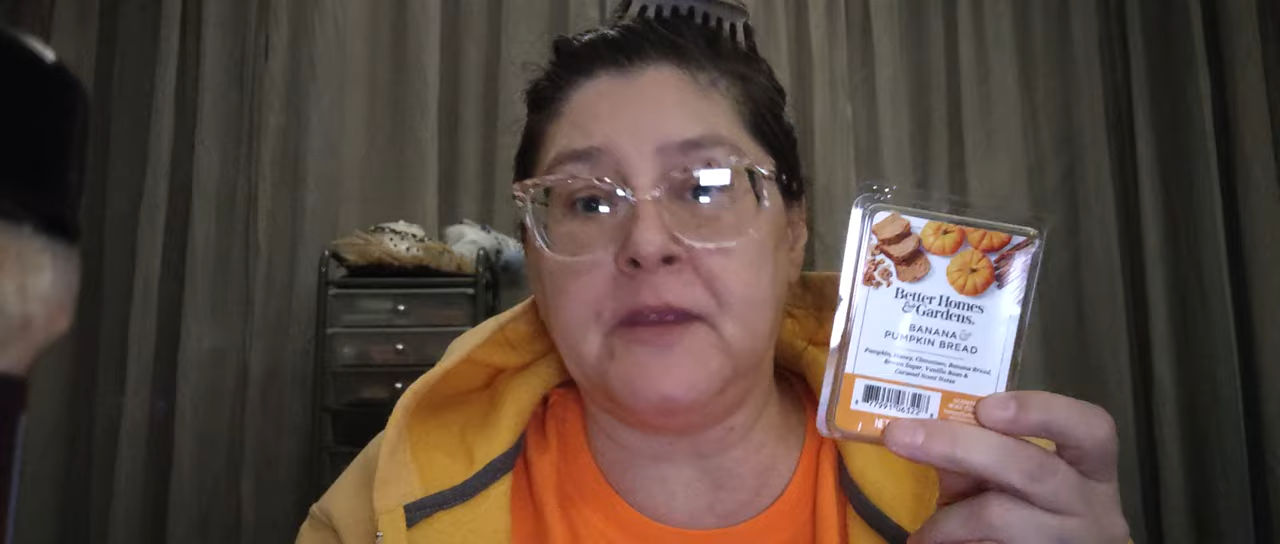 Better Homes
& Gardens.
BANANA &
PUMPKIN BREAD
Pumpkin, Honey, Cinnamon, Banana Bread,
Brown Sugar, Vanilla Bean &
Caramel Scent Notes